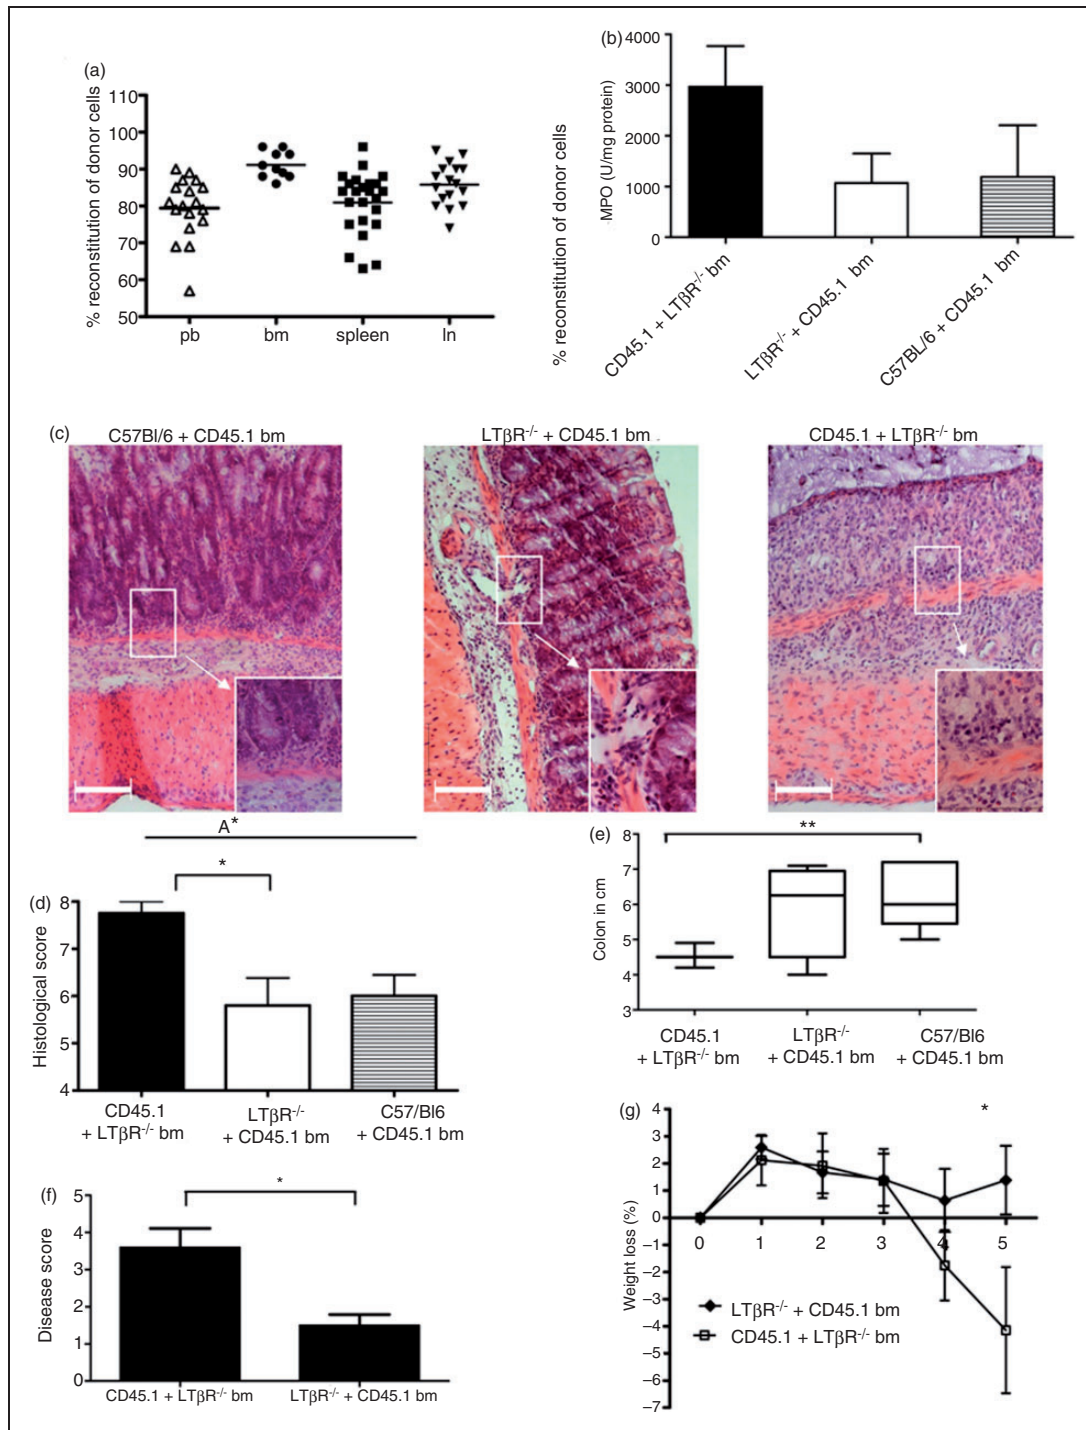 (a)
110
100
90
80
70
60
50
% reconstitution of donor cells
pb
bm
spleen
ln
(b)
4000
3000
2000
1000
0
% reconstitution of donor cells
MPO (U/mg protein)
CD45.1 + LTβR-/- bm
LTβR-/- + CD45.1 bm
C57BL/6 + CD45.1 bm
(c)
C57Bl/6 + CD45.1 bm
LTβR-/- + CD45.1 bm
CD45.1 + LTβR-/- bm
(d)
A*
*
8
7
6
5
4
Histological score
CD45.1
+ LTβR-/- bm
LTβR-/-
+ CD45.1 bm
C57/Bl6
+ CD45.1 bm
(e)
**
8
7
6
5
4
3
Colon in cm
CD45.1
+ LTβR-/- bm
LTβR-/-
+ CD45.1 bm
C57/Bl6
+ CD45.1 bm
(f)
*
5
4
3
2
1
0
Disease score
CD45.1 + LTβR-/- bm
LTβR-/- + CD45.1 bm
(g)
*
4
3
2
1
0
−1
−2
−3
−4
−5
−6
−7
Weight loss (%)
0
1
2
3
4
5
LTβR-/- + CD45.1 bm
CD45.1 + LTβR-/- bm